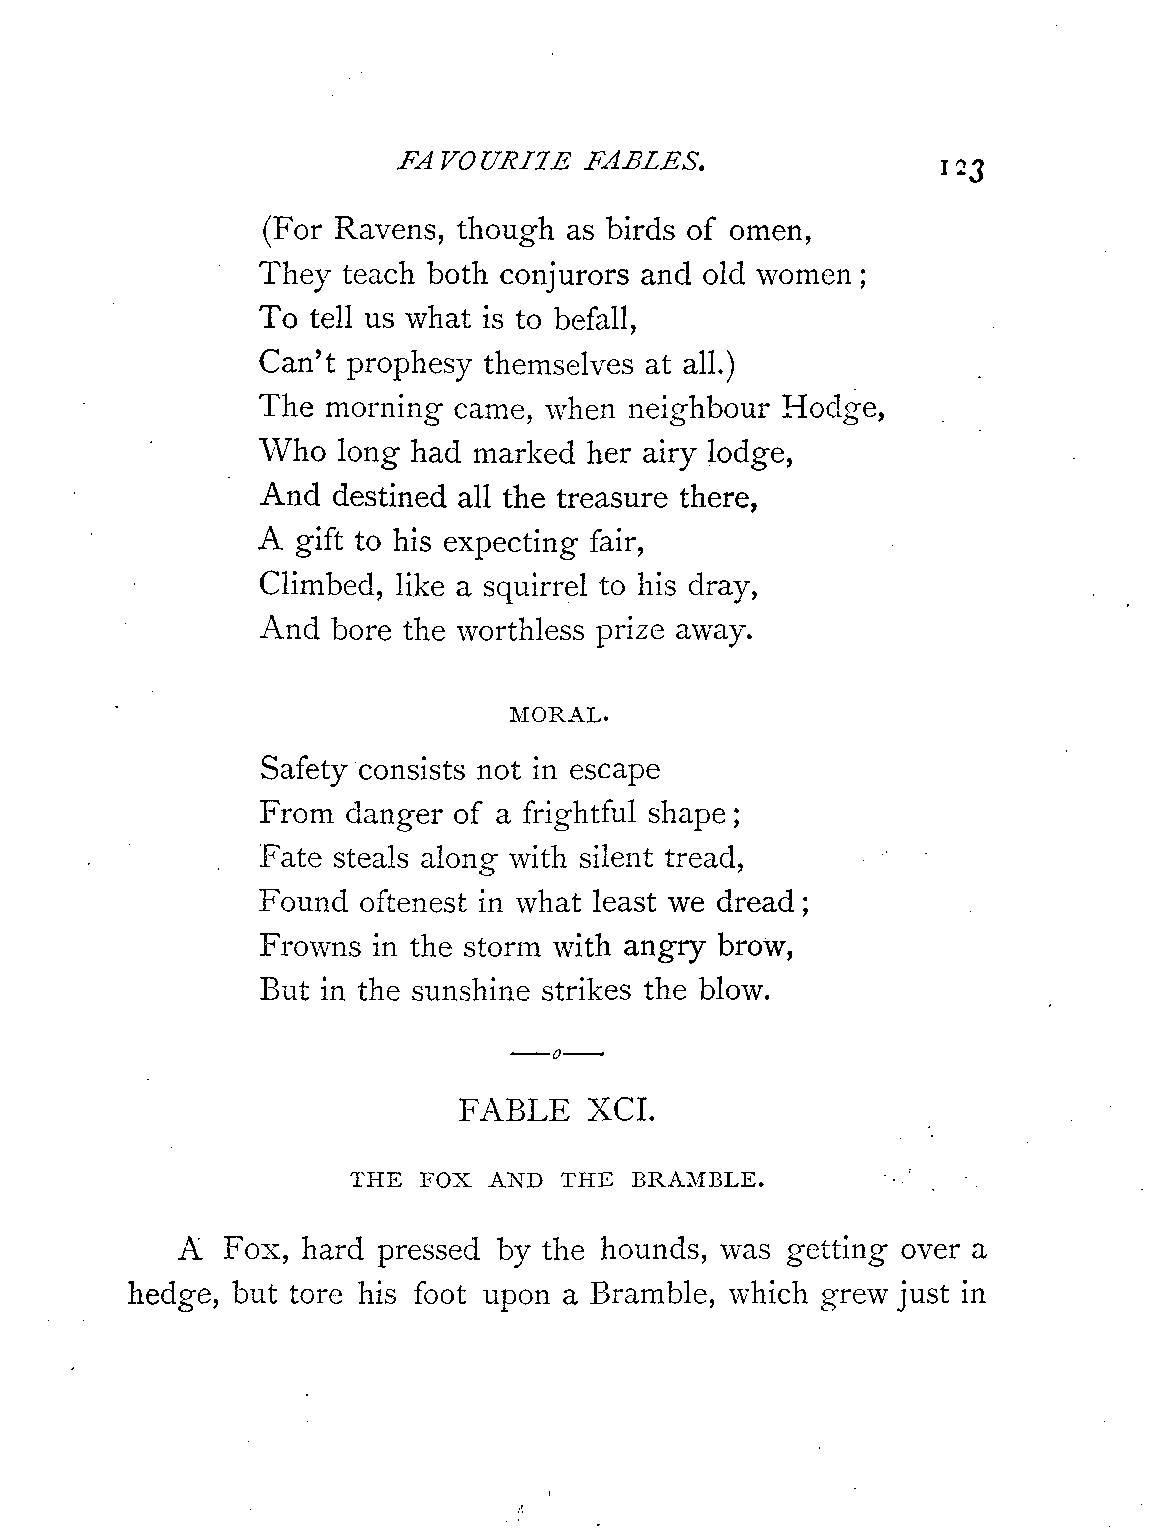 FAVOURITE FABLES. 123
(For Ravens, though as birds of omen,
They teach both conjurors and old women;
To tell us what is to befall,
Can't prophesy themselves at all.)
The morning came, when neighbour Hodge,
Who long had marked her airy lodge,
And destined all the treasure there,
A gift to his expecting fair,
Climbed, like a squirrel to his dray,
And bore the worthless prize away.
MORAL.
Safety consists not in escape
From danger of a frightful shape;
Fate steals along with silent tread,
Found oftenest in what least we dread;
Frowns in the storm with angry brow,
But in the sunshine strikes the blow.
—o—
FABLE XCI.
THE FOX AND THE BRAMBLE.
A Fox, hard pressed by the hounds, was getting over a
hedge, but tore his foot upon a Bramble, which grew just in